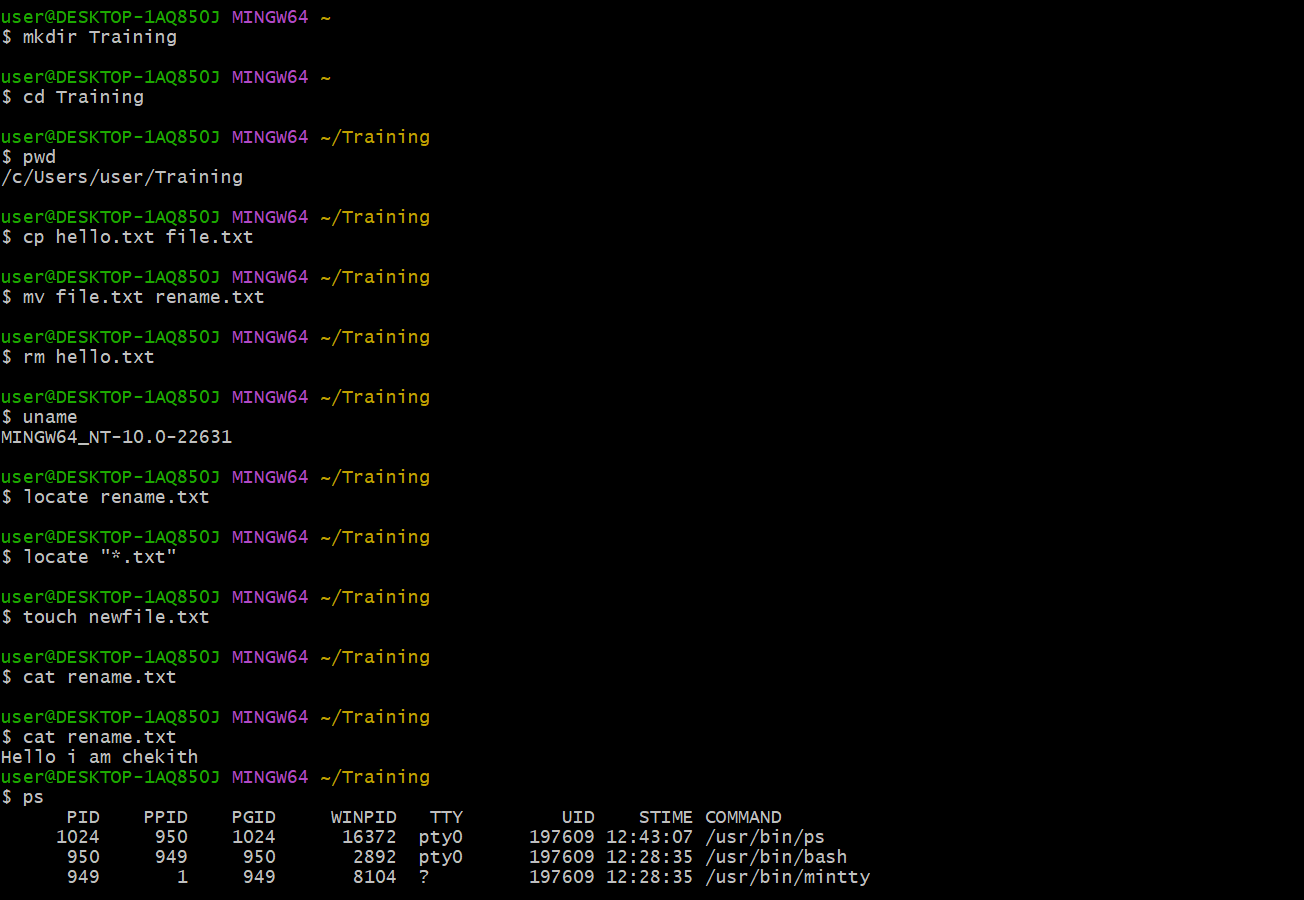 user@DESKTOP-1AQ850J MINGW64 ~
$ mkdir Training
user@DESKTOP-1AQ850J MINGW64 ~
$ cd Training
user@DESKTOP-1AQ850J MINGW64 ~/Training
$ pwd
/c/Users/user/Training
user@DESKTOP-1AQ850J MINGW64 ~/Training
$ cp hello.txt file.txt
user@DESKTOP-1AQ850J MINGW64 ~/Training
$ mv file.txt rename.txt
user@DESKTOP-1AQ850J MINGW64 ~/Training
$ rm hello.txt
user@DESKTOP-1AQ850J MINGW64 ~/Training
$ uname
MINGW64_NT-10.0-22631
user@DESKTOP-1AQ850J MINGW64 ~/Training
$ locate rename.txt
user@DESKTOP-1AQ850J MINGW64 ~/Training
$ locate "*.txt"
user@DESKTOP-1AQ850J MINGW64 ~/Training
$ touch newfile.txt
user@DESKTOP-1AQ850J MINGW64 ~/Training
$ cat rename.txt
user@DESKTOP-1AQ850J MINGW64 ~/Training
$ cat rename.txt
Hello i am chekith
user@DESKTOP-1AQ850J MINGW64 ~/Training
$ ps
PID PPID PGID WINPID TTY UID STIME COMMAND
1024 950 1024 16372 pty0 197609 12:43:07 /usr/bin/ps
950 949 950 2892 pty0 197609 12:28:35 /usr/bin/bash
949 1 949 8104 ? 197609 12:28:35 /usr/bin/mintty